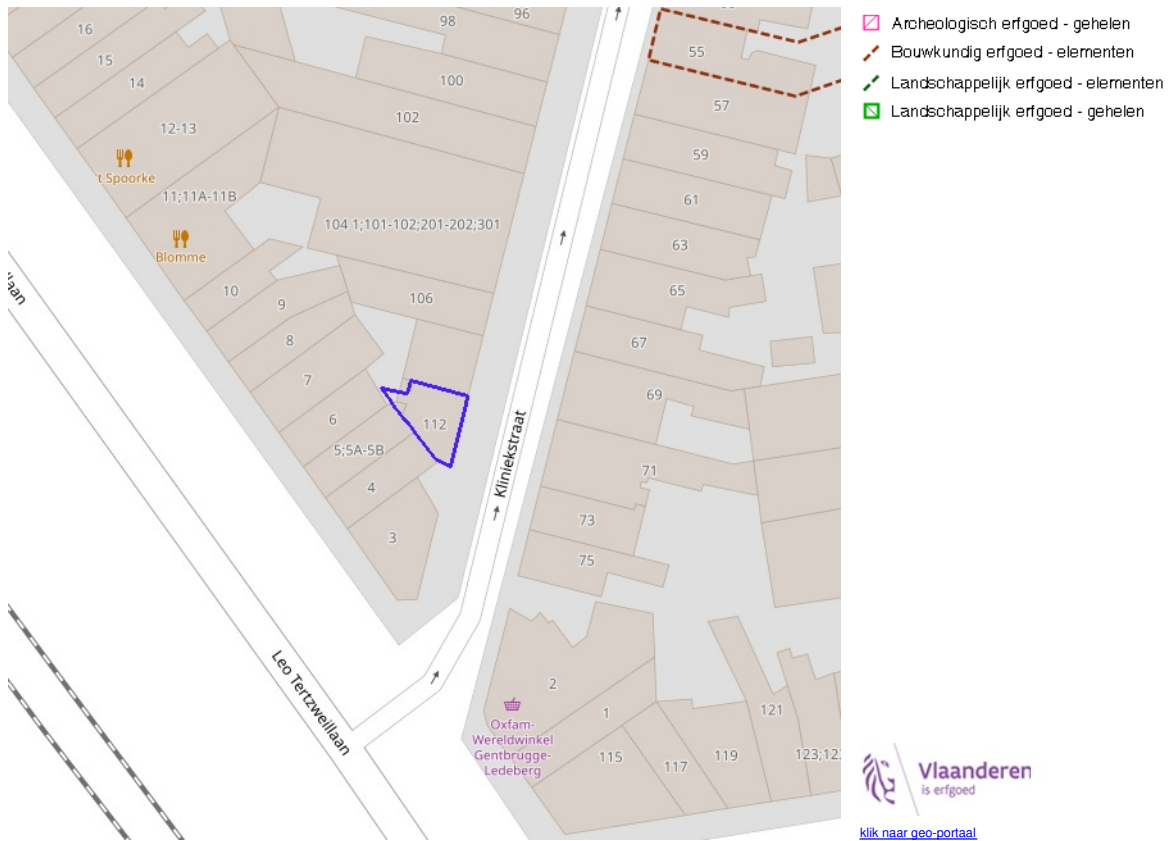 96
98
16
15
14
100
102
12-13
't Spoorke
11;11A-11B
Blomme
104 1;101-102;201-202;301
10
9
106
8
7
6
5;5A-5B
112
4
3
laan
Leo Tertzweillaan
Kliniekstraat
55
57
59
61
63
65
67
69
71
73
75
2
1
Oxfam-
Wereldwinkel
Gentbrugge-
Ledeberg
115
117
119
121
123;123
Archeologisch erfgoed - gehelen
Bouwkundig erfgoed - elementen
Landschappelijk erfgoed - elementen
Landschappelijk erfgoed - gehelen
Vlaanderen
is erfgoed
klik naar geo-portaal